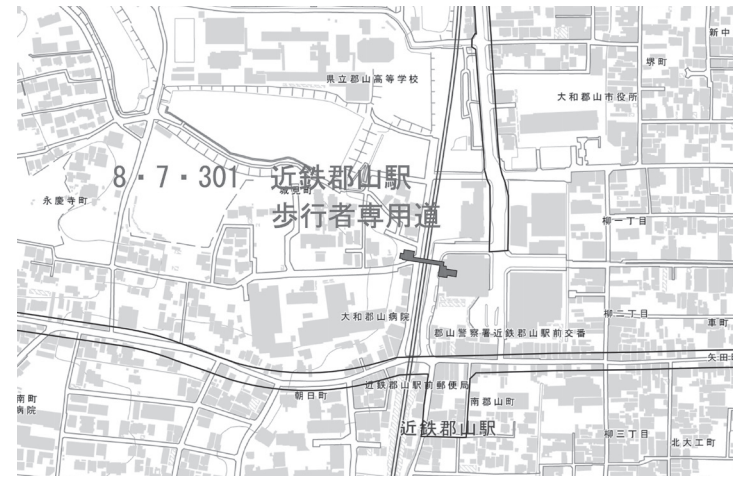 新中
堺町
県立郡山高等学校
大和郡山市役所
8・7・301 近鉄郡山駅
歩行者専用道
城見町
永慶寺町
柳一丁目
大和郡山病院
柳二丁目
車町
郡山警察署近鉄郡山駅前交番
矢田
近鉄郡山駅前郵便局
朝日町
南郡山町
南町
病院
近鉄郡山駅
柳三丁目
北大工町